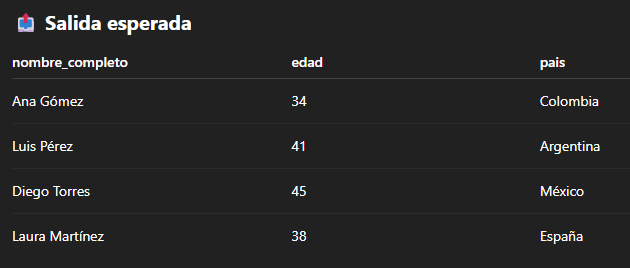 Salida esperada
nombre_completo edad pais
Ana Gómez 34 Colombia
Luis Pérez 41 Argentina
Diego Torres 45 México
Laura Martínez 38 España